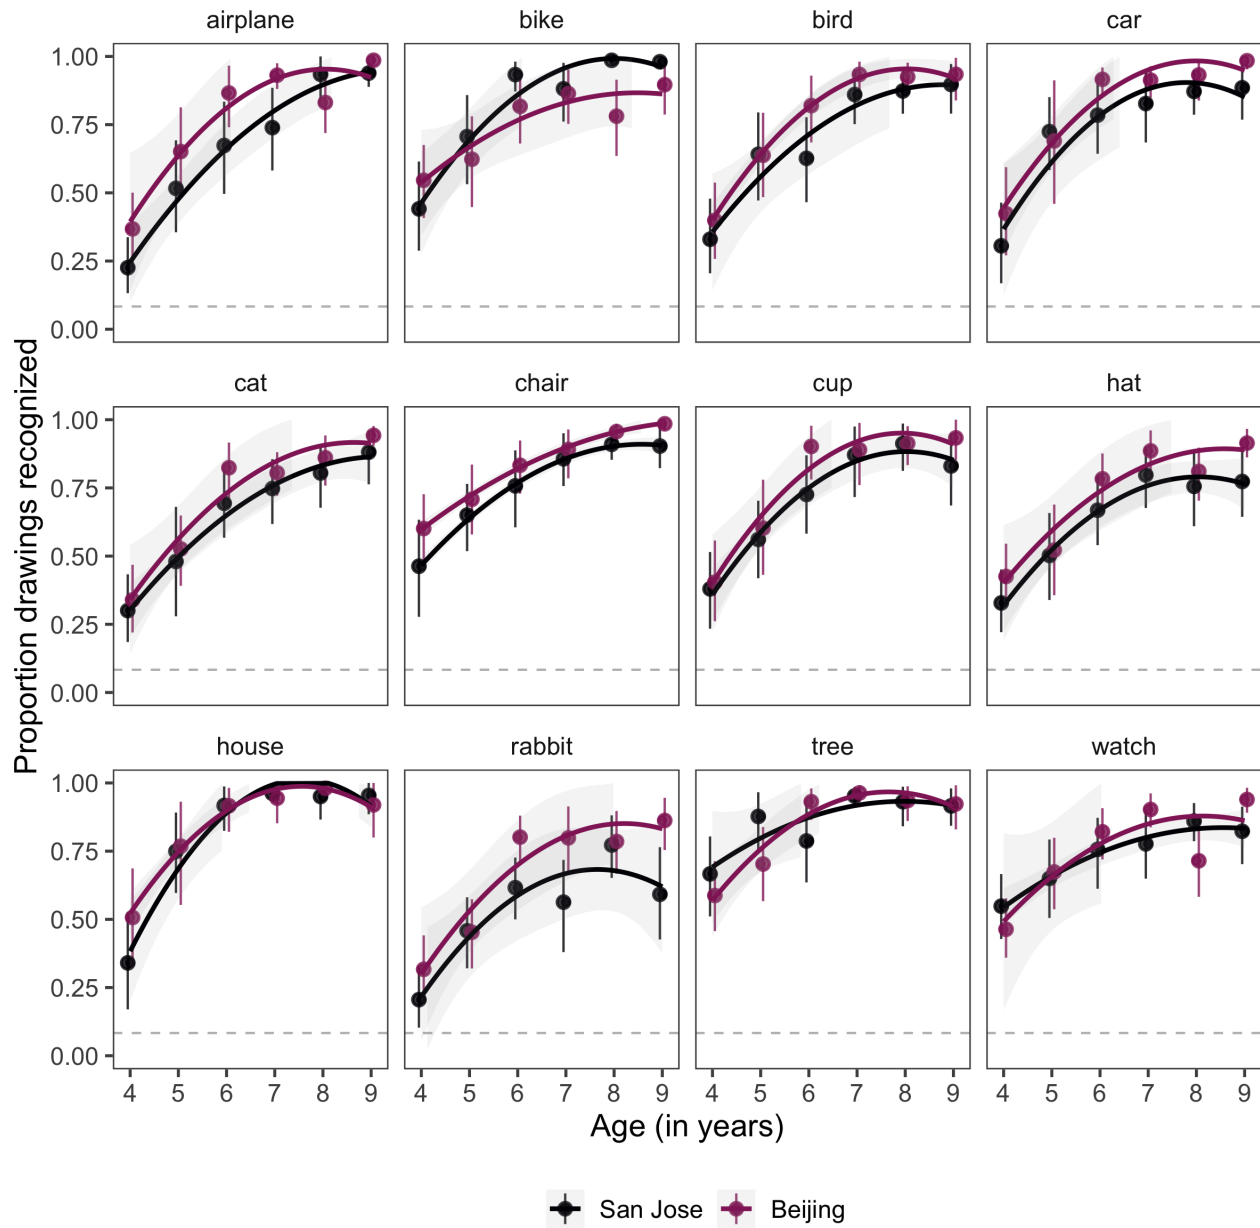 airplane bike bird car
1.00
0.75
0.50
0.25
0.00
cat chair cup hat
1.00
0.75
0.50
0.25
0.00
house rabbit tree watch
1.00
0.75
0.50
0.25
0.00
4 5 6 7 8 9 4 5 6 7 8 9 4 5 6 7 8 9 4 5 6 7 8 9
Proportion drawings recognized
Age (in years)
San Jose Beijing